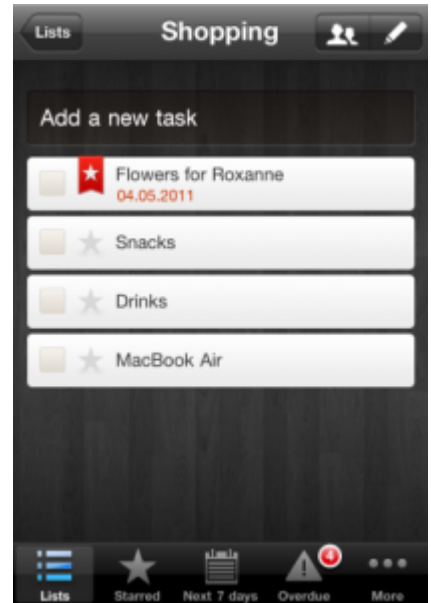 Lists
Shopping
Add a new task
Flowers for Roxanne
04.05.2011
Snacks
Drinks
MacBook Air
4
Lists
Starred
Next 7 days
Overdue
More